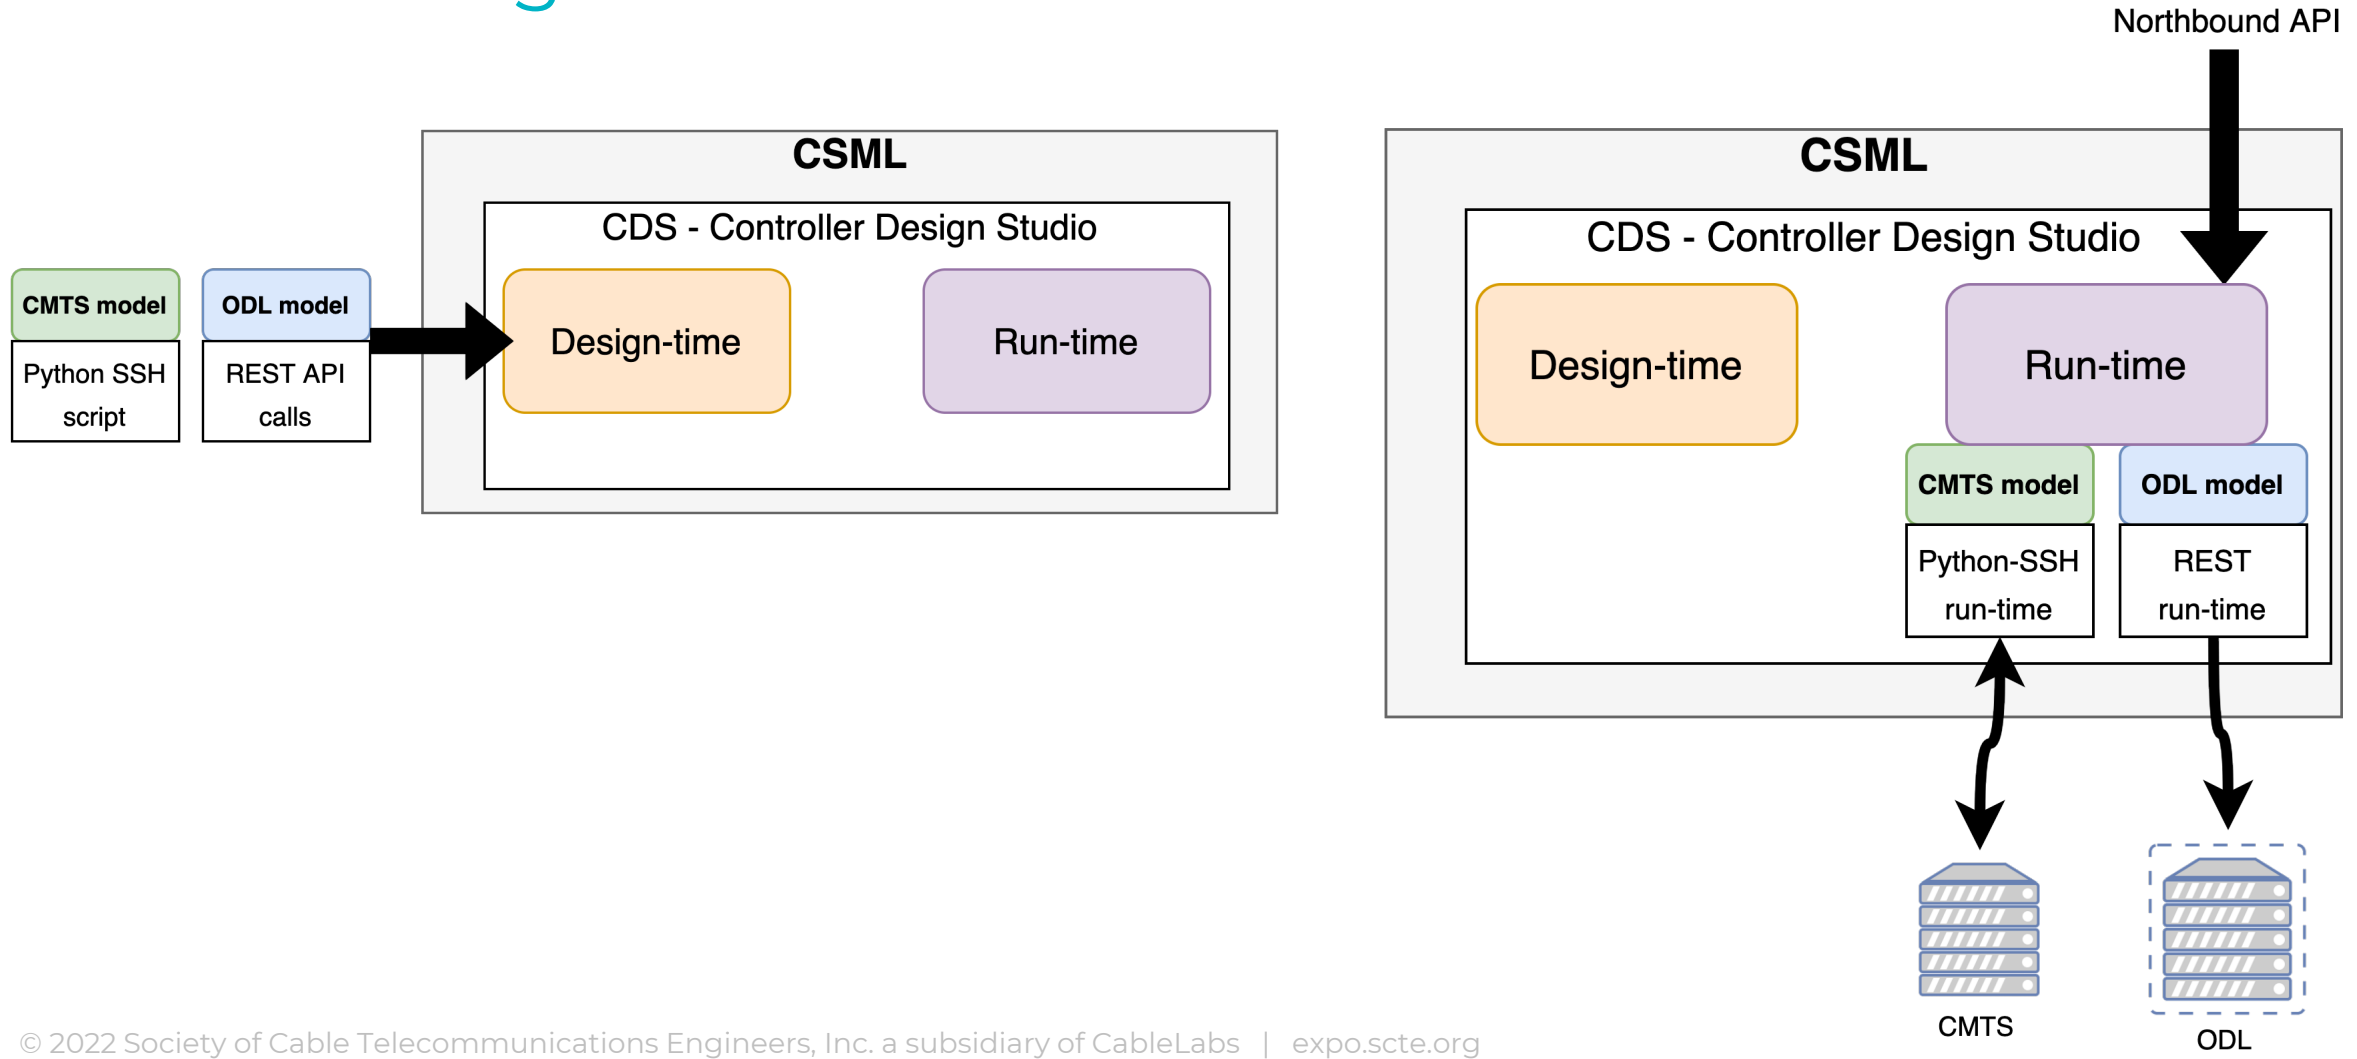 Northbound API
CSML
CDS - Controller Design Studio
CMTS model
Python SSH
script
ODL model
REST API
calls
Design-time
Run-time
CSML
CDS - Controller Design Studio
Design-time
Run-time
CMTS model
Python-SSH
run-time
ODL model
REST
run-time
CMTS
ODL
© 2022 Society of Cable Telecommunications Engineers, Inc. a subsidiary of CableLabs | expo.scte.org